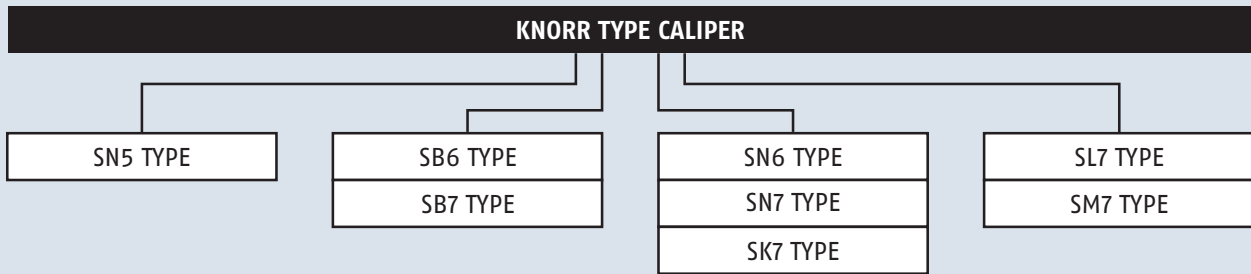 KNORR TYPE CALIPER
SN5 TYPE
SB6 TYPE
SB7 TYPE
SN6 TYPE
SN7 TYPE
SK7 TYPE
SL7 TYPE
SM7 TYPE